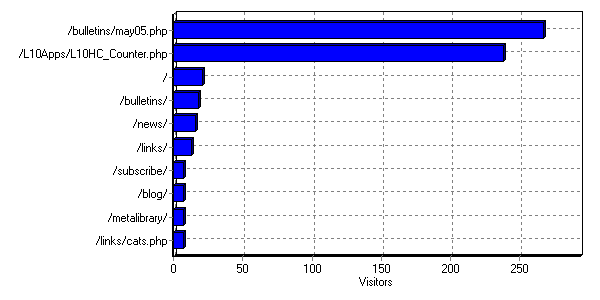 /bulletins/may05.php
/L10Apps/L10HC_Counter.php
/
/bulletins/
/news/
/links/
/subscribe/
/blog/
/metalibrary/
/links/cats.php
0 50 100 150 200 250
Visitors